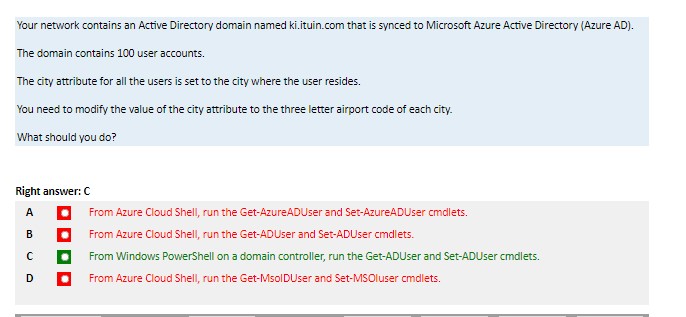 Your network contains an Active Directory domain named ki.ituin.com that is synced to Microsoft Azure Active Directory (Azure AD).
The domain contains 100 user accounts.
The city attribute for all the users is set to the city where the user resides.
You need to modify the value of the city attribute to the three letter airport code of each city.
What should you do?
Right answer: C
A From Azure Cloud Shell, run the Get-AzureADUser and Set-AzureADUser cmdlets.
B From Azure Cloud Shell, run the Get-ADUser and Set-ADUser cmdlets.
C From Windows PowerShell on a domain controller, run the Get-ADUser and Set-ADUser cmdlets.
D From Azure Cloud Shell, run the Get-MsolDUser and Set-MSOluser cmdlets.